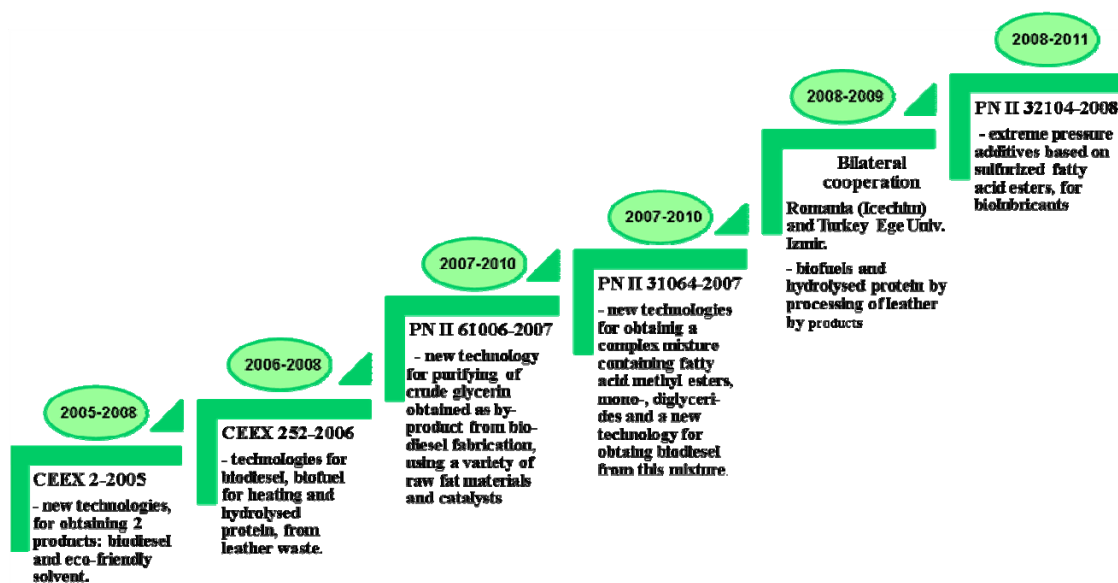 2005-2008
CEEX 2-2005
- new technologies,
for obtaining 2
products: biodiesel
and eco-friendly
solvent.
2006-2008
CEEX 252-2006
- technologies for
biodiesel, biofuel
for heating and
hydrolysed
protein, from
leather waste.
2007-2010
PN II 61006-2007
- new technology
for purifying of
crude glycerin
obtained as by-
product from bio-
diesel fabrication,
using a variety of
raw fat materials
and catalysts
2007-2010
PN II 31064-2007
- new technologies
for obtainig a
complex mixture
containing fatty
acid methyl esters,
mono-, diglyceri-
des and a new
technology for
obtaing biodiesel
from this mixture.
2008-2009
Bilateral
cooperation
Romania (Icechim)
and Turkey Ege Univ.
Izmir.
- biofuels and
hydrolysed protein by
processing of leather
by products
2008-2011
PN II 32104-2008
- extreme pressure
additives based on
sulfurized fatty
acid esters, for
biolubricants